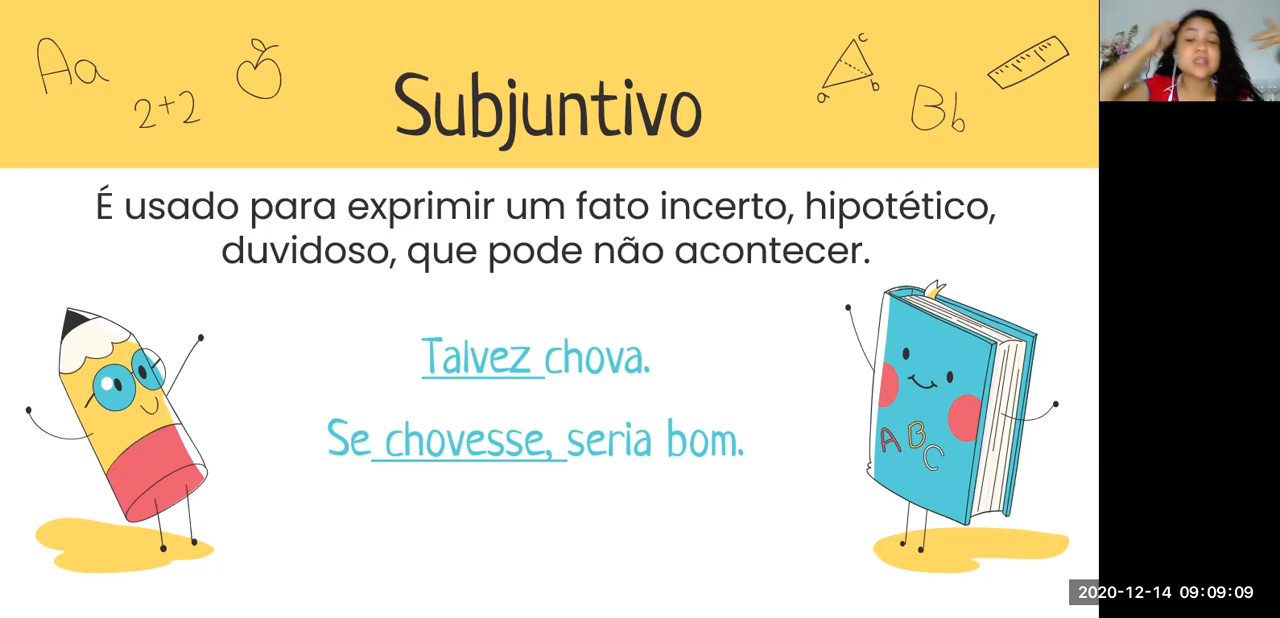 Aa
2+2
Subjuntivo
c
a
b
Bb
É usado para exprimir um fato incerto, hipotético,
duvidoso, que pode não acontecer.
Talvez chova.
Se chovesse, seria bom.
A B C
2020-12-14 09:09:09